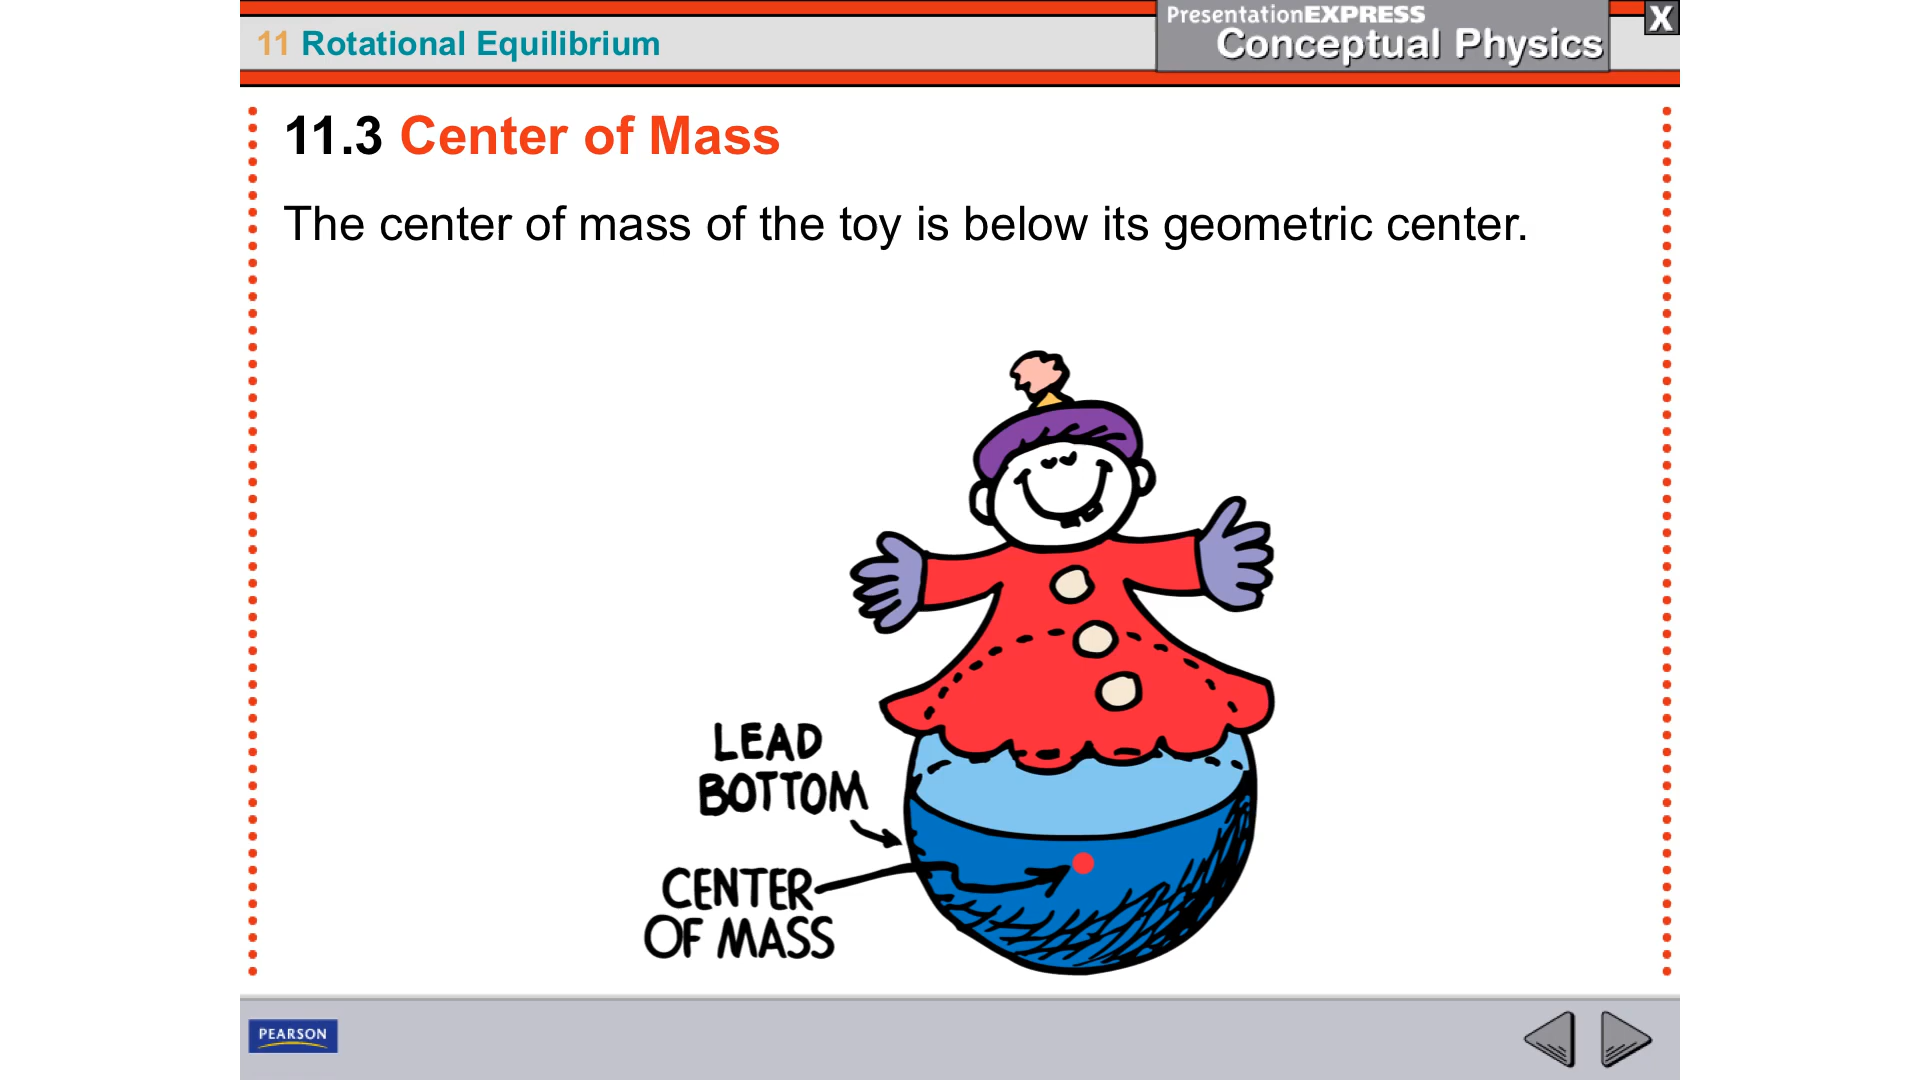 11 Rotational Equilibrium
PresentationEXPRESS
Conceptual Physics
X
11.3 Center of Mass
The center of mass of the toy is below its geometric center.
LEAD
BOTTOM
CENTER
OF MASS
PEARSON